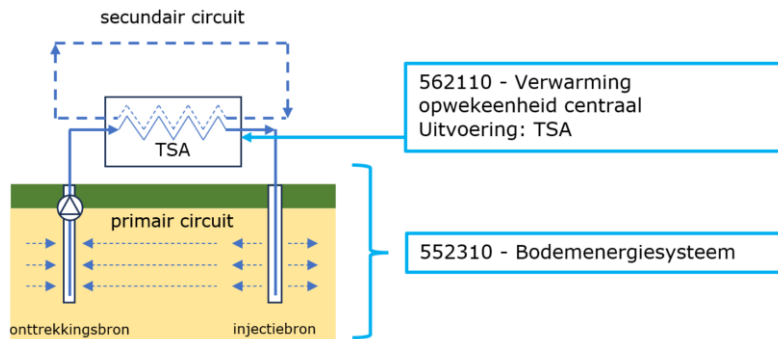 secundair circuit
TSA
562110 - Verwarming
opwekeenheid centraal
Uitvoering: TSA
primair circuit
552310 - Bodemenergiesysteem
onttrekkingsbron
injectiebron